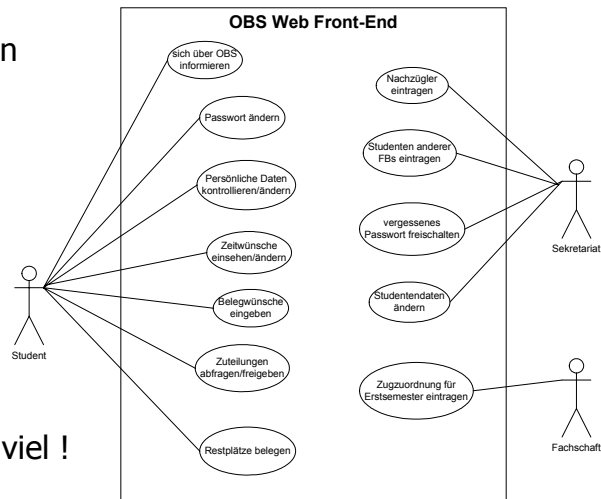 OBS Web Front-End
n
sich über OBS
informieren
Passwort ändern
Persönliche Daten
kontrollieren/ändern
Zeitwünsche
einsehen/ändern
Belegwünsche
eingeben
Zuteilungen
abfragen/freigeben
Restplätze belegen
Student
viel !
Nachzügler
eintragen
Studenten anderer
FBs eintragen
vergessenes
Passwort freischalten
Studentendaten
ändern
Zugzuordnung für
Erstsemester eintragen
Sekretariat
Fachschaft